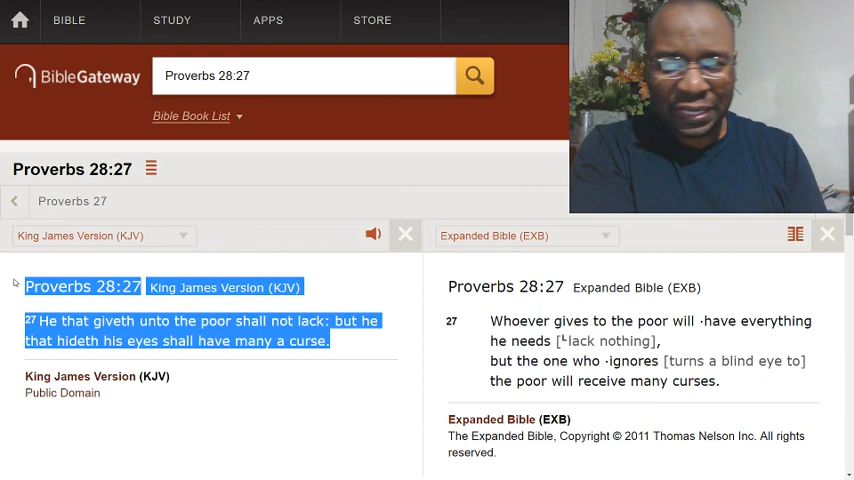 BIBLE STUDY APPS STORE
BibleGateway
Proverbs 28:27
Bible Book List
Proverbs 28:27
Proverbs 27
King James Version (KJV)
Proverbs 28:27 King James Version (KJV)
27 He that giveth unto the poor shall not lack: but he
that hideth his eyes shall have many a curse.
King James Version (KJV)
Public Domain
Expanded Bible (EXB)
Proverbs 28:27 Expanded Bible (EXB)
27 Whoever gives to the poor will ·have everything
he needs [└lack nothing],
but the one who ·ignores [turns a blind eye to]
the poor will receive many curses.
Expanded Bible (EXB)
The Expanded Bible, Copyright © 2011 Thomas Nelson Inc. All rights
reserved.